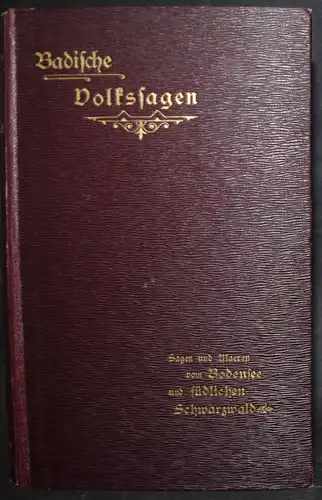 Badiſche
Volksſagen
Sagen und Maeren
vom Bodenſee
und ſüdlichen
Schwarzwald